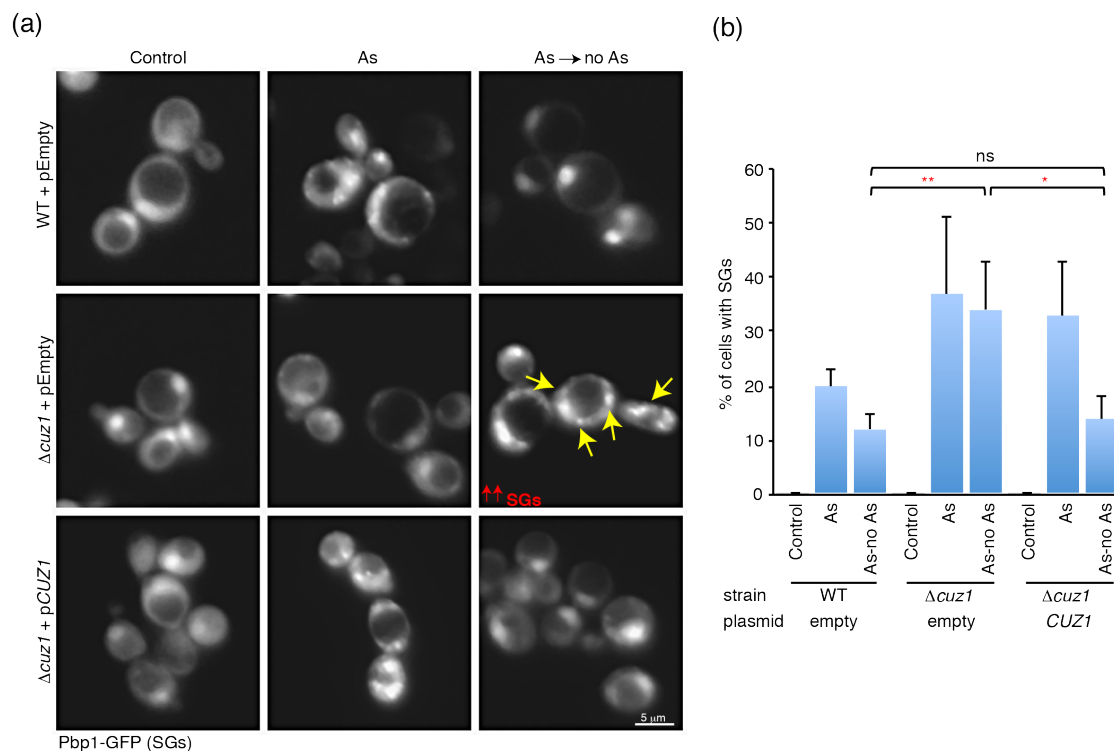 (a)
Control
As
As → no As
WT + pEmpty
Δcuz1 + pEmpty
↑↑ SGs
Δcuz1 + pCUZ1
5 μm
Pbp1-GFP (SGs)
(b)
ns
** *
% of cells with SGs
60
50
40
30
20
10
0
Control
As
As-no As
Control
As
As-no As
Control
As
As-no As
strain WT Δcuz1 Δcuz1
plasmid empty empty CUZ1